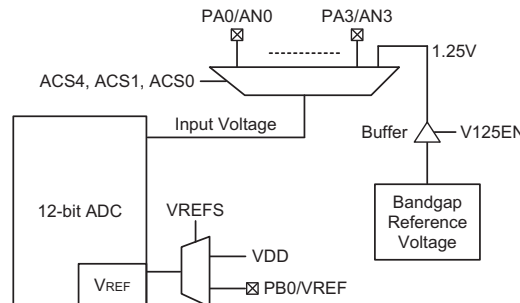 PA0/AN0
PA3/AN3
1.25V
ACS4, ACS1, ACS0
Input Voltage
Buffer
V125EN
12-bit ADC
VREFS
Bandgap
Reference
Voltage
VDD
VREF
PB0/VREF